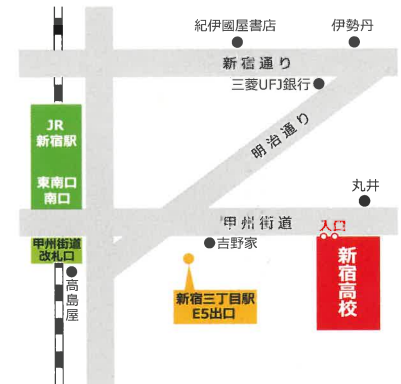 紀伊國屋書店
伊勢丹
新宿通り
三菱UFJ銀行
明治通り
JR
新宿駅
東南口
南口
丸井
甲州街道
入口
吉野家
甲州街道
改札口
高島屋
新宿三丁目駅
E5出口
新宿高校